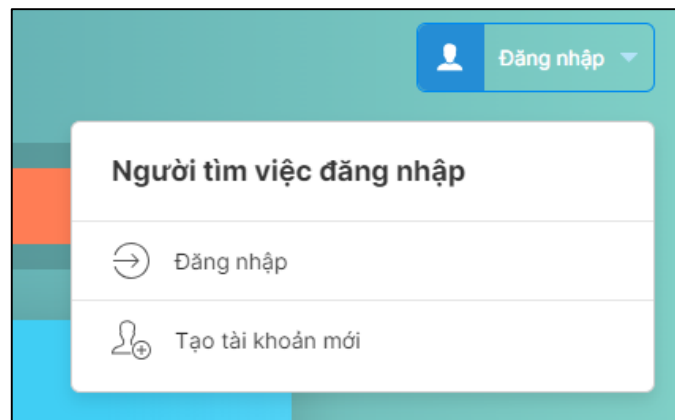 Đăng nhập
Người tìm việc đăng nhập
Đăng nhập
Tạo tài khoản mới